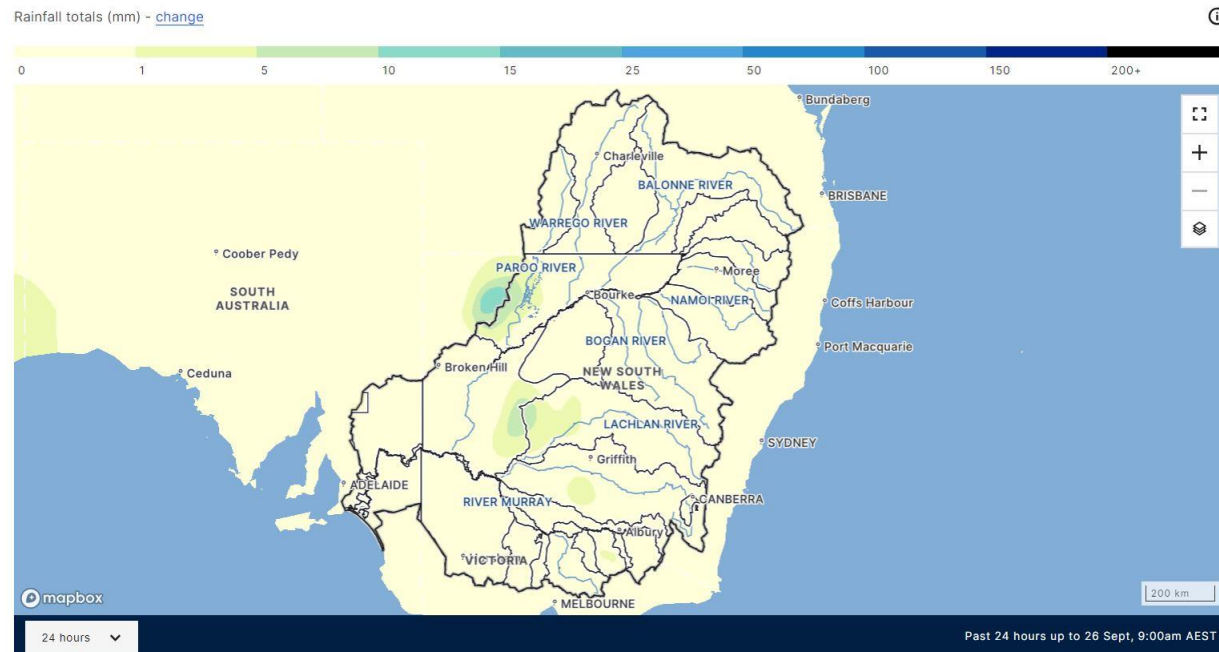 Rainfall totals (mm) - change
0 1 5 10 15 25 50 100 150 200+
Bundaberg
Charleville
BALONNE RIVER
BRISBANE
WARREGO RIVER
Coober Pedy
PAROO RIVER
Moree
SOUTH
AUSTRALIA
Bourke
NAMOI RIVER
Coffs Harbour
BOGAN RIVER
Port Macquarie
Broken Hill
Ceduna
NEW SOUTH
WALES
LACHLAN RIVER
SYDNEY
Griffith
ADELAIDE
RIVER MURRAY
CANBERRA
Albury
VICTORIA
mapbox
200 km
MELBOURNE
24 hours
Past 24 hours up to 26 Sept, 9:00am AEST